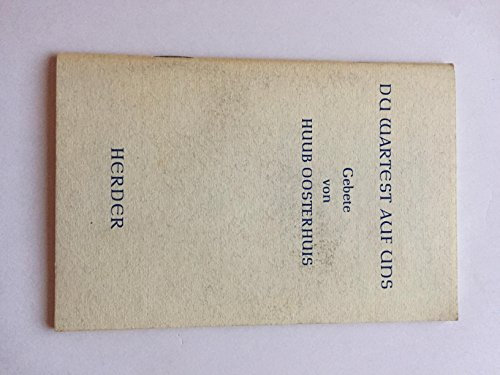 DU WARTEST AUF UNS
Gebete
von
HUUB OOSTERHUIS
HERDER